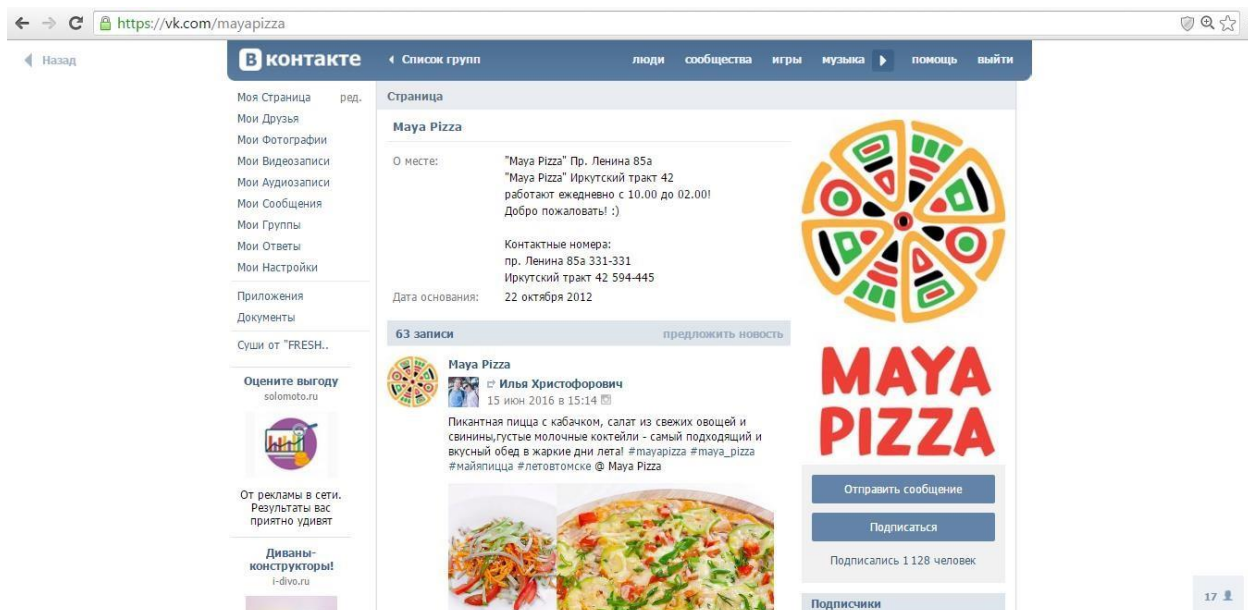 https://vk.com/mayapizza
Назад
В контакте
Список групп
люди сообщества игры музыка помощь выйти
Моя Страница ред.
Мои Друзья
Мои Фотографии
Мои Видеозаписи
Мои Аудиозаписи
Мои Сообщения
Мои Группы
Мои Ответы
Мои Настройки
Приложения
Документы
Суши от "FRESH..
Оцените выгоду
solomoto.ru
От рекламы в сети.
Результаты вас
приятно удивят
Диваны-
конструкторы!
i-divo.ru
Страница
Maya Pizza
О месте: "Maya Pizza" Пр. Ленина 85а
"Maya Pizza" Иркутский тракт 42
работают ежедневно с 10.00 до 02.00!
Добро пожаловать! :)
Контактные номера:
пр. Ленина 85а 331-331
Иркутский тракт 42 594-445
Дата основания: 22 октября 2012
63 записи предложить новость
Maya Pizza
Илья Христофорович
15 июн 2016 в 15:14
Пикантная пицца с кабачком, салат из свежих овощей и
свинины,густые молочные коктейли - самый подходящий и
вкусный обед в жаркие дни лета! #mayapizza #maya_pizza
#майяпицца #летовтомске @ Maya Pizza
MAYA
PIZZA
Отправить сообщение
Подписаться
Подписались 1 128 человек
Подписчики
17